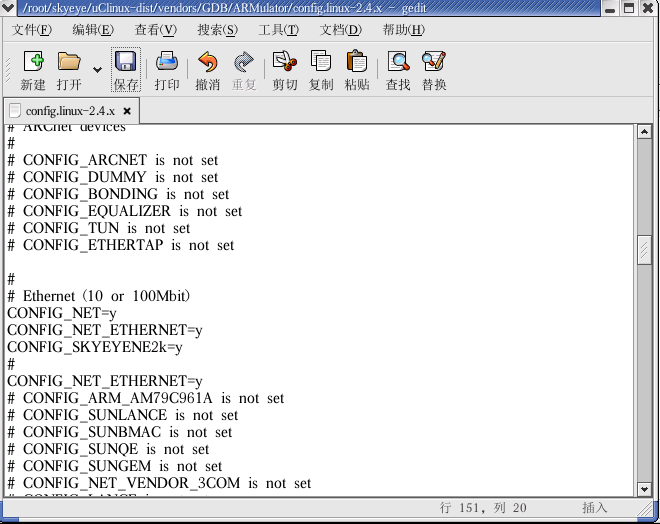 /root/skyeye/uClinux-dist/vendors/GDB/ARMulator/config.linux-2.4.x - gedit
文件(F) 编辑(E) 查看(V) 搜索(S) 工具(T) 文档(D) 帮助(H)
新建 打开 保存 打印 撤消 重复 剪切 复制 粘贴 查找 替换
config.linux-2.4.x
# ARCnet devices
#
# CONFIG_ARCNET is not set
# CONFIG_DUMMY is not set
# CONFIG_BONDING is not set
# CONFIG_EQUALIZER is not set
# CONFIG_TUN is not set
# CONFIG_ETHERTAP is not set
#
# Ethernet (10 or 100Mbit)
CONFIG_NET=y
CONFIG_NET_ETHERNET=y
CONFIG_SKYEYENE2k=y
#
CONFIG_NET_ETHERNET=y
# CONFIG_ARM_AM79C961A is not set
# CONFIG_SUNLANCE is not set
# CONFIG_SUNBMAC is not set
# CONFIG_SUNQE is not set
# CONFIG_SUNGEM is not set
# CONFIG_NET_VENDOR_3COM is not set
行 151, 列 20 插入